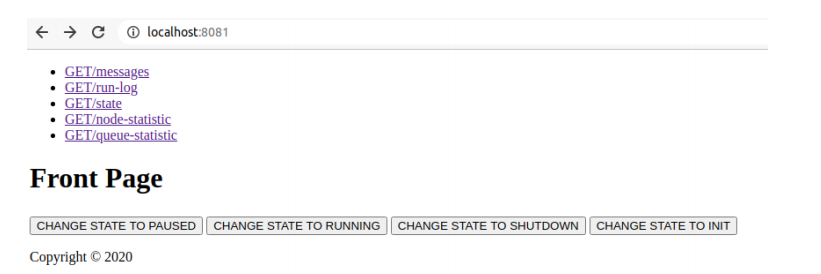 localhost:8081
GET/messages
GET/run-log
GET/state
GET/node-statistic
GET/queue-statistic
Front Page
CHANGE STATE TO PAUSED CHANGE STATE TO RUNNING CHANGE STATE TO SHUTDOWN CHANGE STATE TO INIT
Copyright © 2020